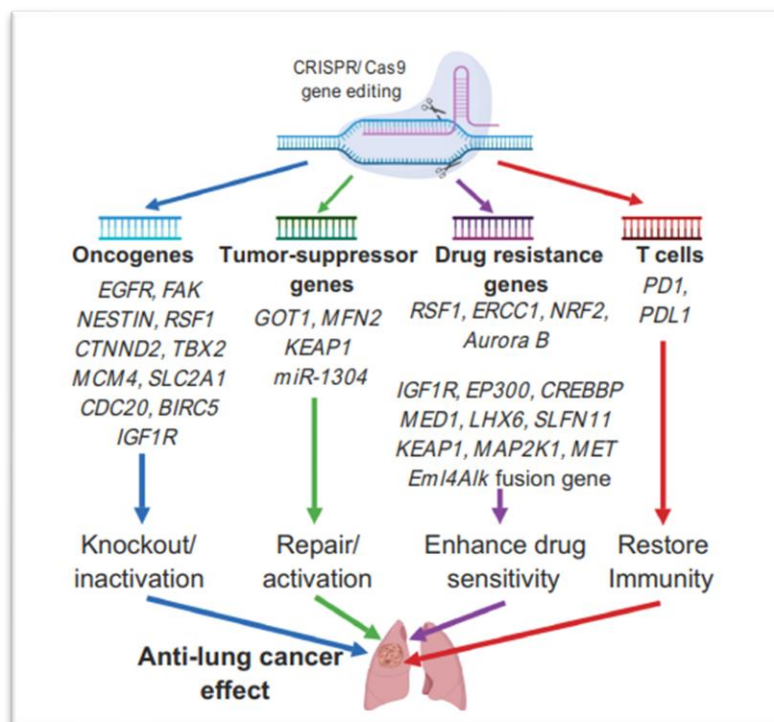 CRISPR/ Cas9
gene editing
Oncogenes
EGFR, FAK
NESTIN, RSF1
CTNND2, TBX2
MCM4, SLC2A1
CDC20, BIRC5
IGF1R
Knockout/
inactivation
Tumor-suppressor
genes
GOT1, MFN2
KEAP1
miR-1304
Repair/
activation
Drug resistance
genes
RSF1, ERCC1, NRF2,
Aurora B
IGF1R, EP300, CREBBP
MED1, LHX6, SLFN11
KEAP1, MAP2K1, MET
Eml4Alk fusion gene
Enhance drug
sensitivity
T cells
PD1,
PDL1
Restore
Immunity
Anti-lung cancer
effect